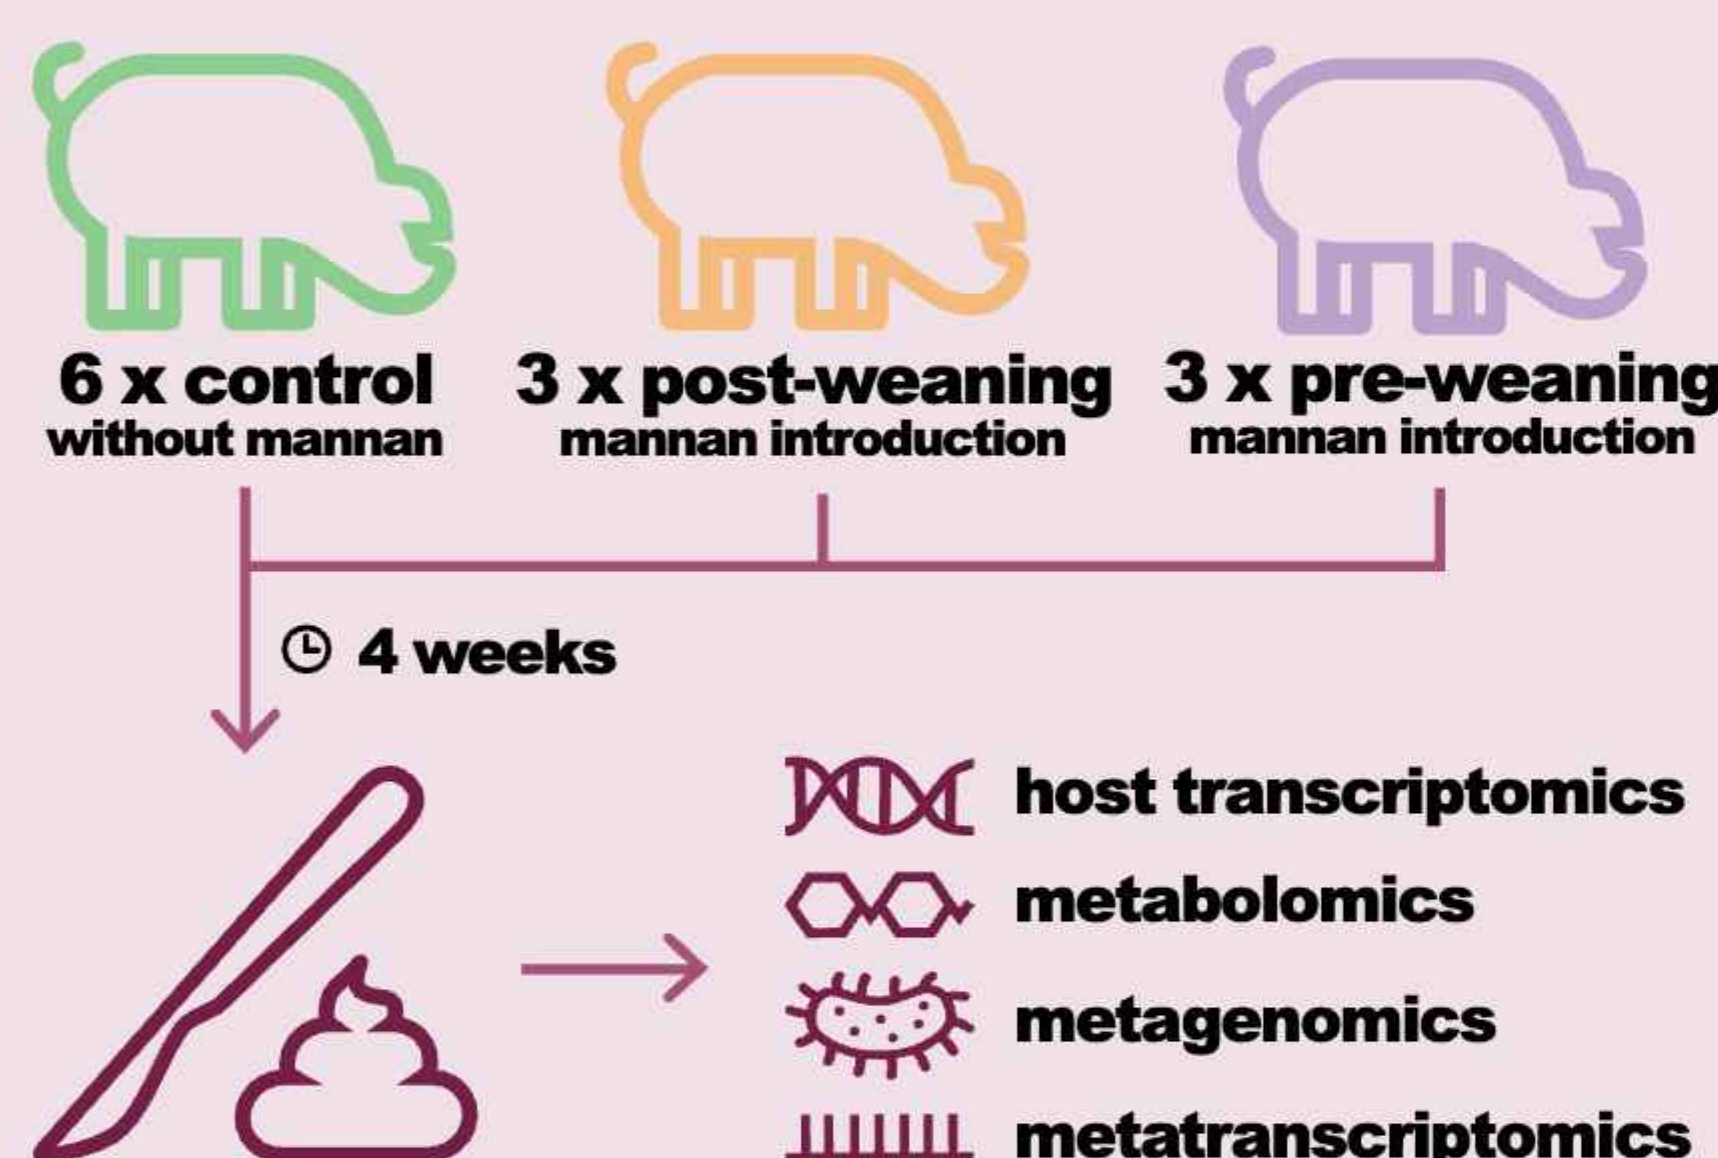 6 x control
without mannan
3 x post-weaning
mannan introduction
3 x pre-weaning
mannan introduction
4 weeks
host transcriptomics
metabolomics
metagenomics
metatranscriptomics